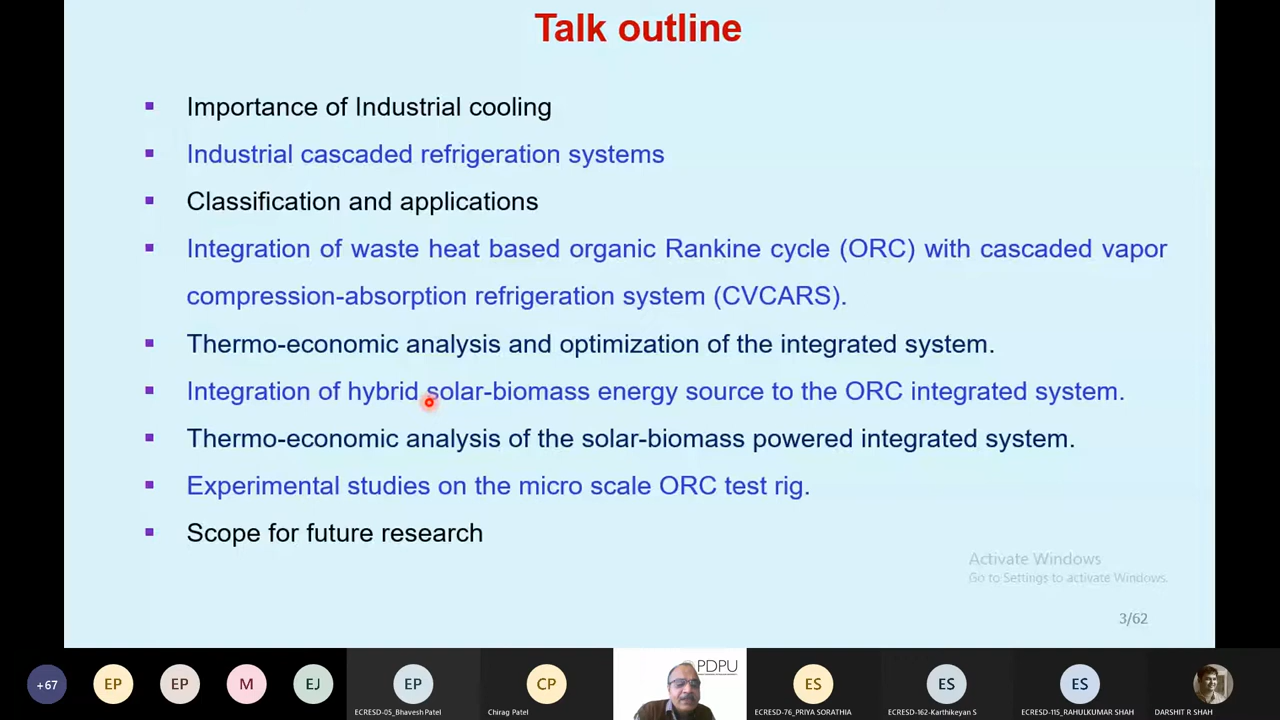 Talk outline
Importance of Industrial cooling
Industrial cascaded refrigeration systems
Classification and applications
Integration of waste heat based organic Rankine cycle (ORC) with cascaded vapor
compression-absorption refrigeration system (CVCARS).
Thermo-economic analysis and optimization of the integrated system.
Integration of hybrid solar-biomass energy source to the ORC integrated system.
Thermo-economic analysis of the solar-biomass powered integrated system.
Experimental studies on the micro scale ORC test rig.
Scope for future research
Activate Windows
Go to Settings to activate Windows.
3/62
+67
EP
EP
M
EJ
EP
CP
PDPU
ES
ES
ES
ECRESD-05_Bhavesh Patel
Chirag Patel
ECRESD-76_PRIYA SORATHIA
ECRESD-162-Karthikeyan S
ECRESD-115_RAHULKUMAR SHAH
DARSHIT R SHAH